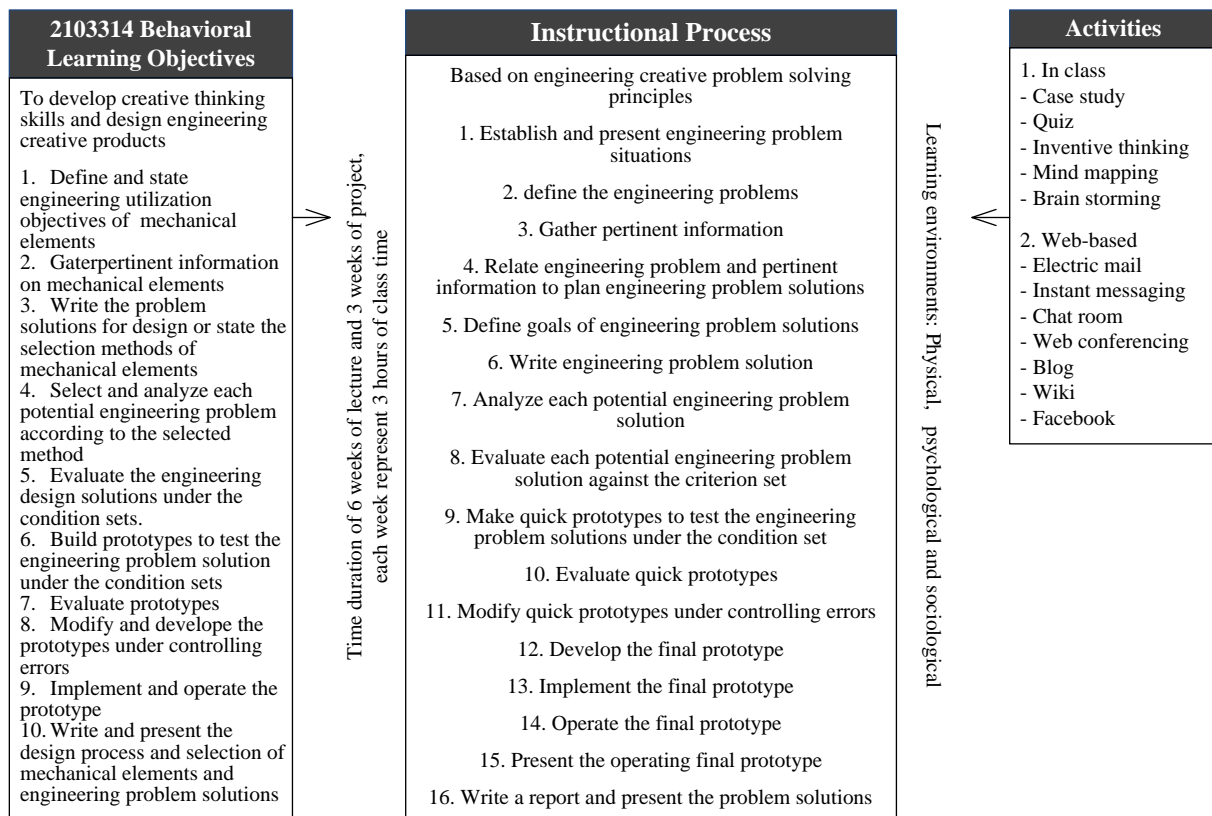 2103314 Behavioral
Learning Objectives
To develop creative thinking
skills and design engineering
creative products
1. Define and state
engineering utilization
objectives of mechanical
elements
2. Gaterpertinent information
on mechanical elements
3. Write the problem
solutions for design or state the
selection methods of
mechanical elements
4. Select and analyze each
potential engineering problem
according to the selected
method
5. Evaluate the engineering
design solutions under the
condition sets.
6. Build prototypes to test the
engineering problem solution
under the condition sets
7. Evaluate prototypes
8. Modify and develope the
prototypes under controlling
errors
9. Implement and operate the
prototype
10. Write and present the
design process and selection of
mechanical elements and
engineering problem solutions
Time duration of 6 weeks of lecture and 3 weeks of project,
each week represent 3 hours of class time
Instructional Process
Based on engineering creative problem solving
principles
1. Establish and present engineering problem
situations
2. define the engineering problems
3. Gather pertinent information
4. Relate engineering problem and pertinent
information to plan engineering problem solutions
5. Define goals of engineering problem solutions
6. Write engineering problem solution
7. Analyze each potential engineering problem
solution
8. Evaluate each potential engineering problem
solution against the criterion set
9. Make quick prototypes to test the engineering
problem solutions under the condition set
10. Evaluate quick prototypes
11. Modify quick prototypes under controlling errors
12. Develop the final prototype
13. Implement the final prototype
14. Operate the final prototype
15. Present the operating final prototype
16. Write a report and present the problem solutions
Learning environments: Physical, psychological and sociological
Activities
1. In class
- Case study
- Quiz
- Inventive thinking
- Mind mapping
- Brain storming
2. Web-based
- Electric mail
- Instant messaging
- Chat room
- Web conferencing
- Blog
- Wiki
- Facebook